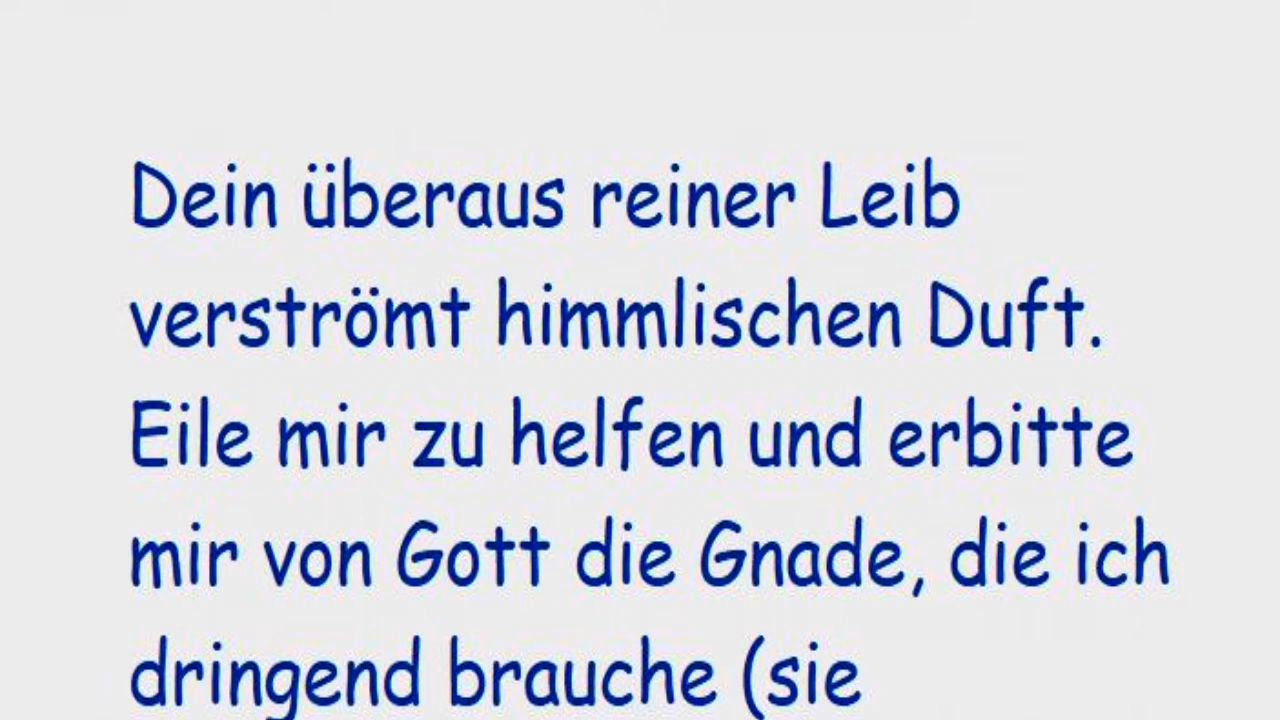 Dein überaus reiner Leib
verströmt himmlischen Duft.
Eile mir zu helfen und erbitte
mir von Gott die Gnade, die ich
dringend brauche (sie